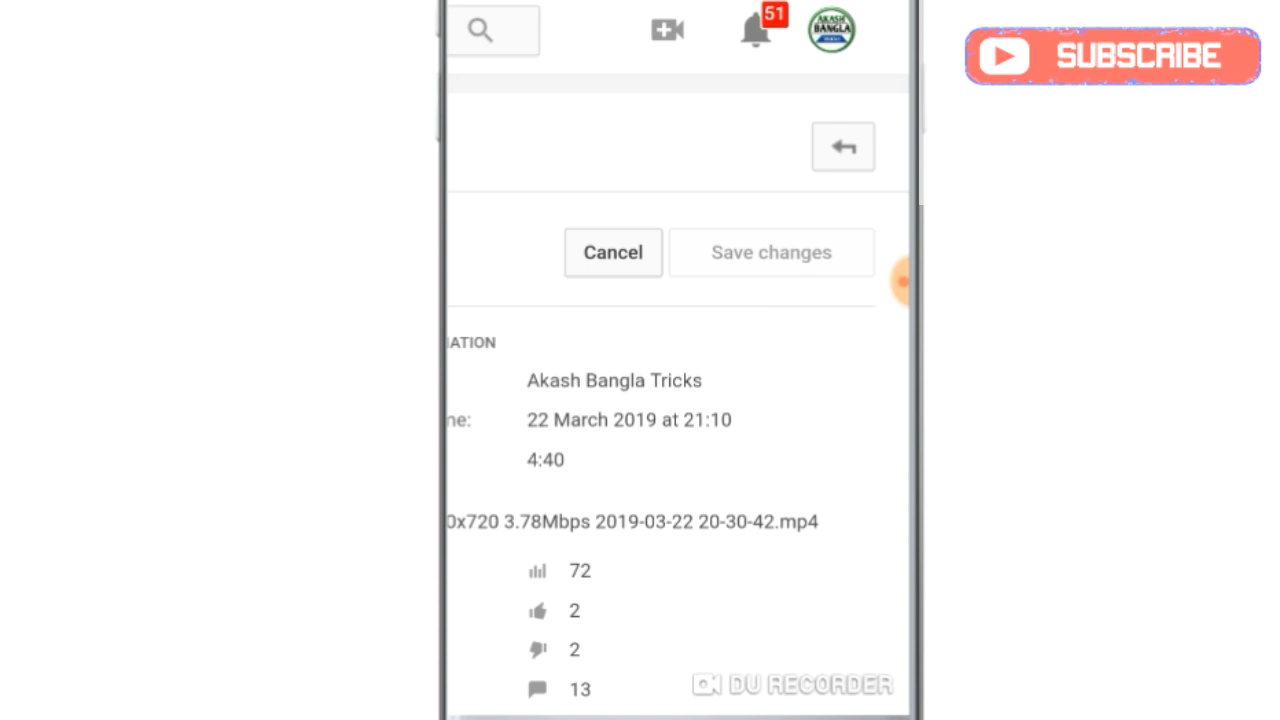 51
AKASH
BANGLA
SUBSCRIBE
Cancel
Save changes
IATION
Akash Bangla Tricks
ne:
22 March 2019 at 21:10
4:40
0x720 3.78Mbps 2019-03-22 20-30-42.mp4
72
2
2
13
DU RECORDER